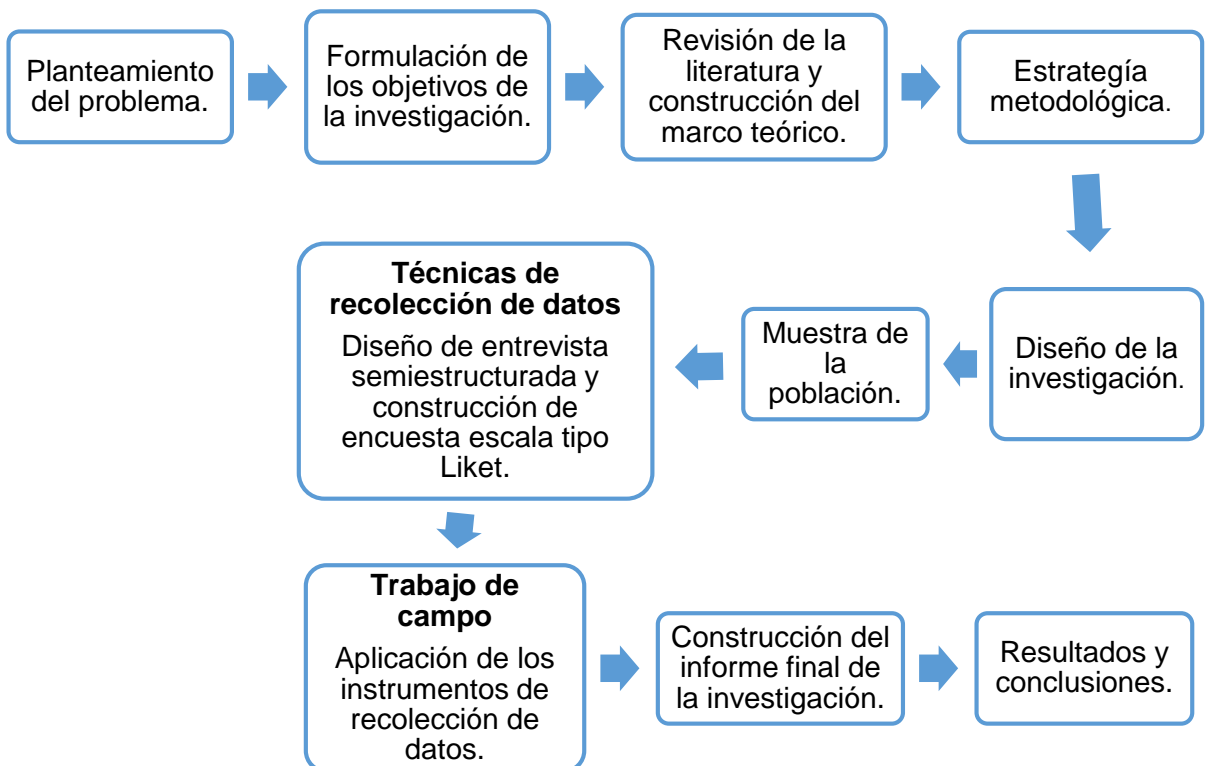 Planteamiento
del problema.
Formulación de
los objetivos de
la investigación.
Revisión de la
literatura y
construcción del
marco teórico.
Estrategía
metodológica.
Diseño de la
investigación.
Muestra de
la
población.
Técnicas de
recolección de datos
Diseño de entrevista
semiestructurada y
construcción de
encuesta escala tipo
Liket.
Trabajo de
campo
Aplicación de los
instrumentos de
recolección de
datos.
Construcción del
informe final de
la investigación.
Resultados y
conclusiones.